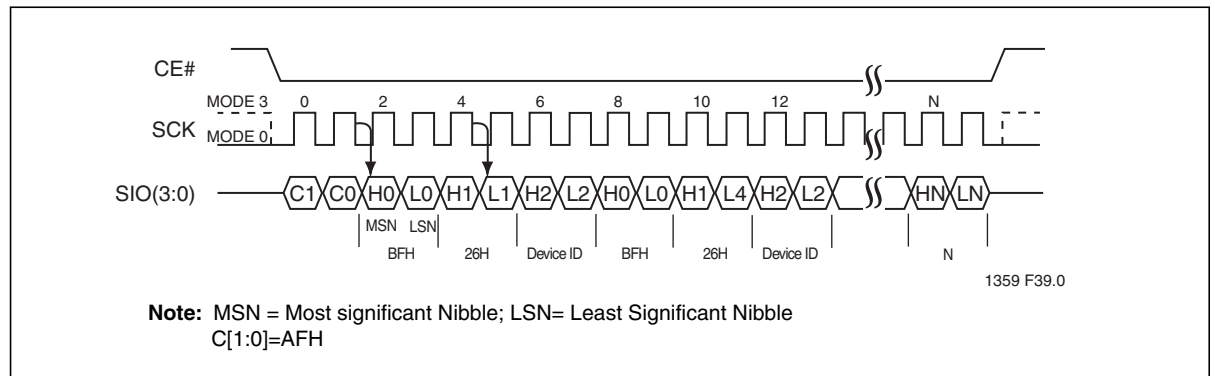 CE#
MODE 3 0 2 4 6 8 10 12 N
SCK
MODE 0
SIO(3:0) C1 C0 H0 L0 H1 L1 H2 L2 H0 L0 H1 L4 H2 L2 HN LN
MSN LSN
BFH 26H Device ID BFH 26H Device ID N
1359 F39.0
Note: MSN = Most significant Nibble; LSN= Least Significant Nibble
C[1:0]=AFH